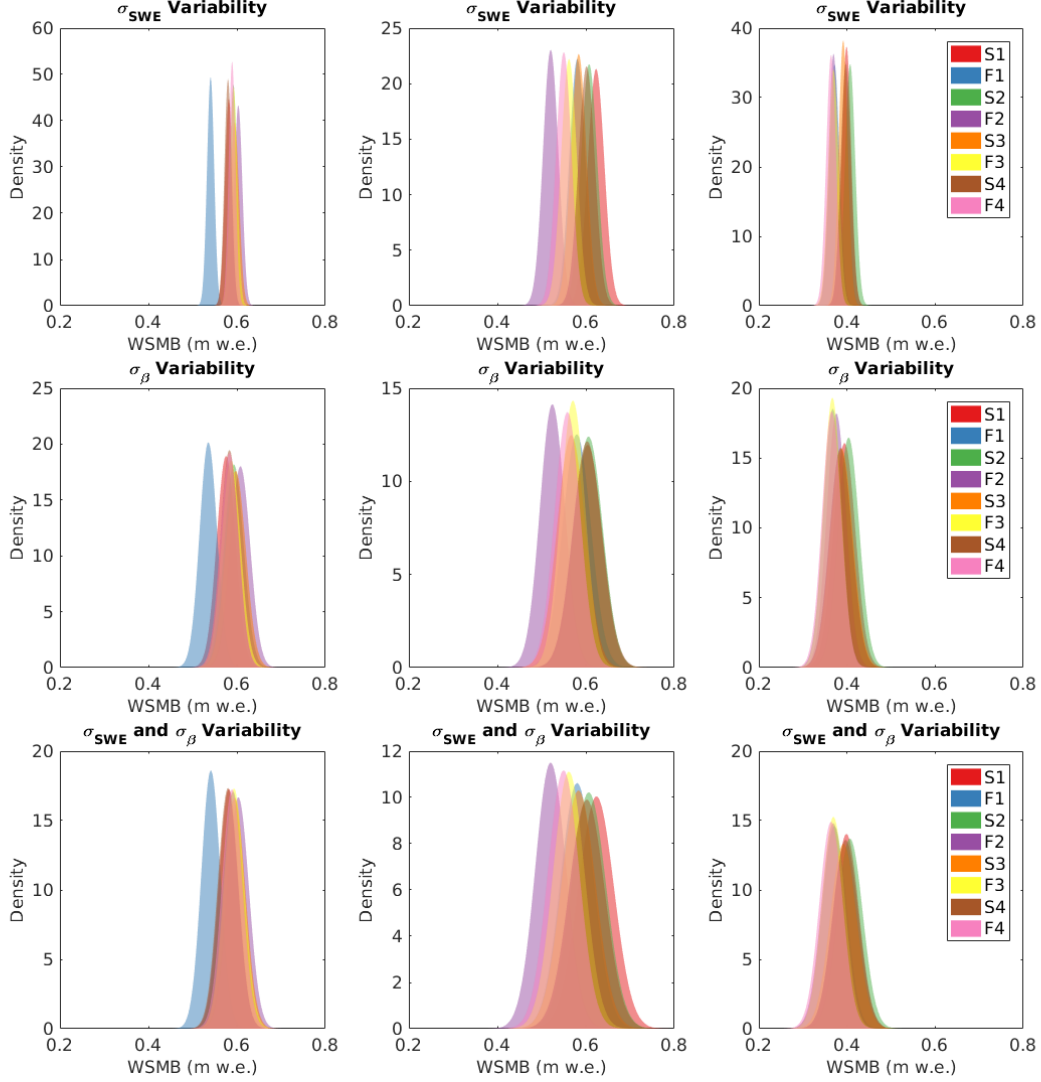 σSWE Variability
60
50
40
30
20
10
0
Density
0.2 0.4 0.6 0.8
WSMB (m w.e.)
σSWE Variability
25
20
15
10
5
0
Density
0.2 0.4 0.6 0.8
WSMB (m w.e.)
σSWE Variability
40
30
20
10
0
Density
0.2 0.4 0.6 0.8
WSMB (m w.e.)
S1
F1
S2
F2
S3
F3
S4
F4
σβ Variability
25
20
15
10
5
0
Density
0.2 0.4 0.6 0.8
WSMB (m w.e.)
σβ Variability
15
10
5
0
Density
0.2 0.4 0.6 0.8
WSMB (m w.e.)
σβ Variability
20
15
10
5
0
Density
0.2 0.4 0.6 0.8
WSMB (m w.e.)
S1
F1
S2
F2
S3
F3
S4
F4
σSWE and σβ Variability
20
15
10
5
0
Density
0.2 0.4 0.6 0.8
WSMB (m w.e.)
σSWE and σβ Variability
12
10
8
6
4
2
0
Density
0.2 0.4 0.6 0.8
WSMB (m w.e.)
σSWE and σβ Variability
20
15
10
5
0
Density
0.2 0.4 0.6 0.8
WSMB (m w.e.)
S1
F1
S2
F2
S3
F3
S4
F4